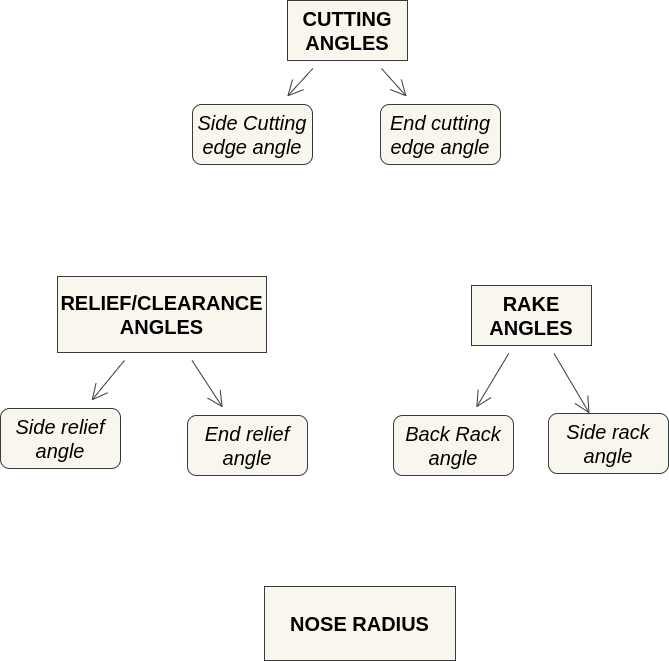 CUTTING
ANGLES
Side Cutting
edge angle
End cutting
edge angle
RELIEF/CLEARANCE
ANGLES
RAKE
ANGLES
Side relief
angle
End relief
angle
Back Rack
angle
Side rack
angle
NOSE RADIUS